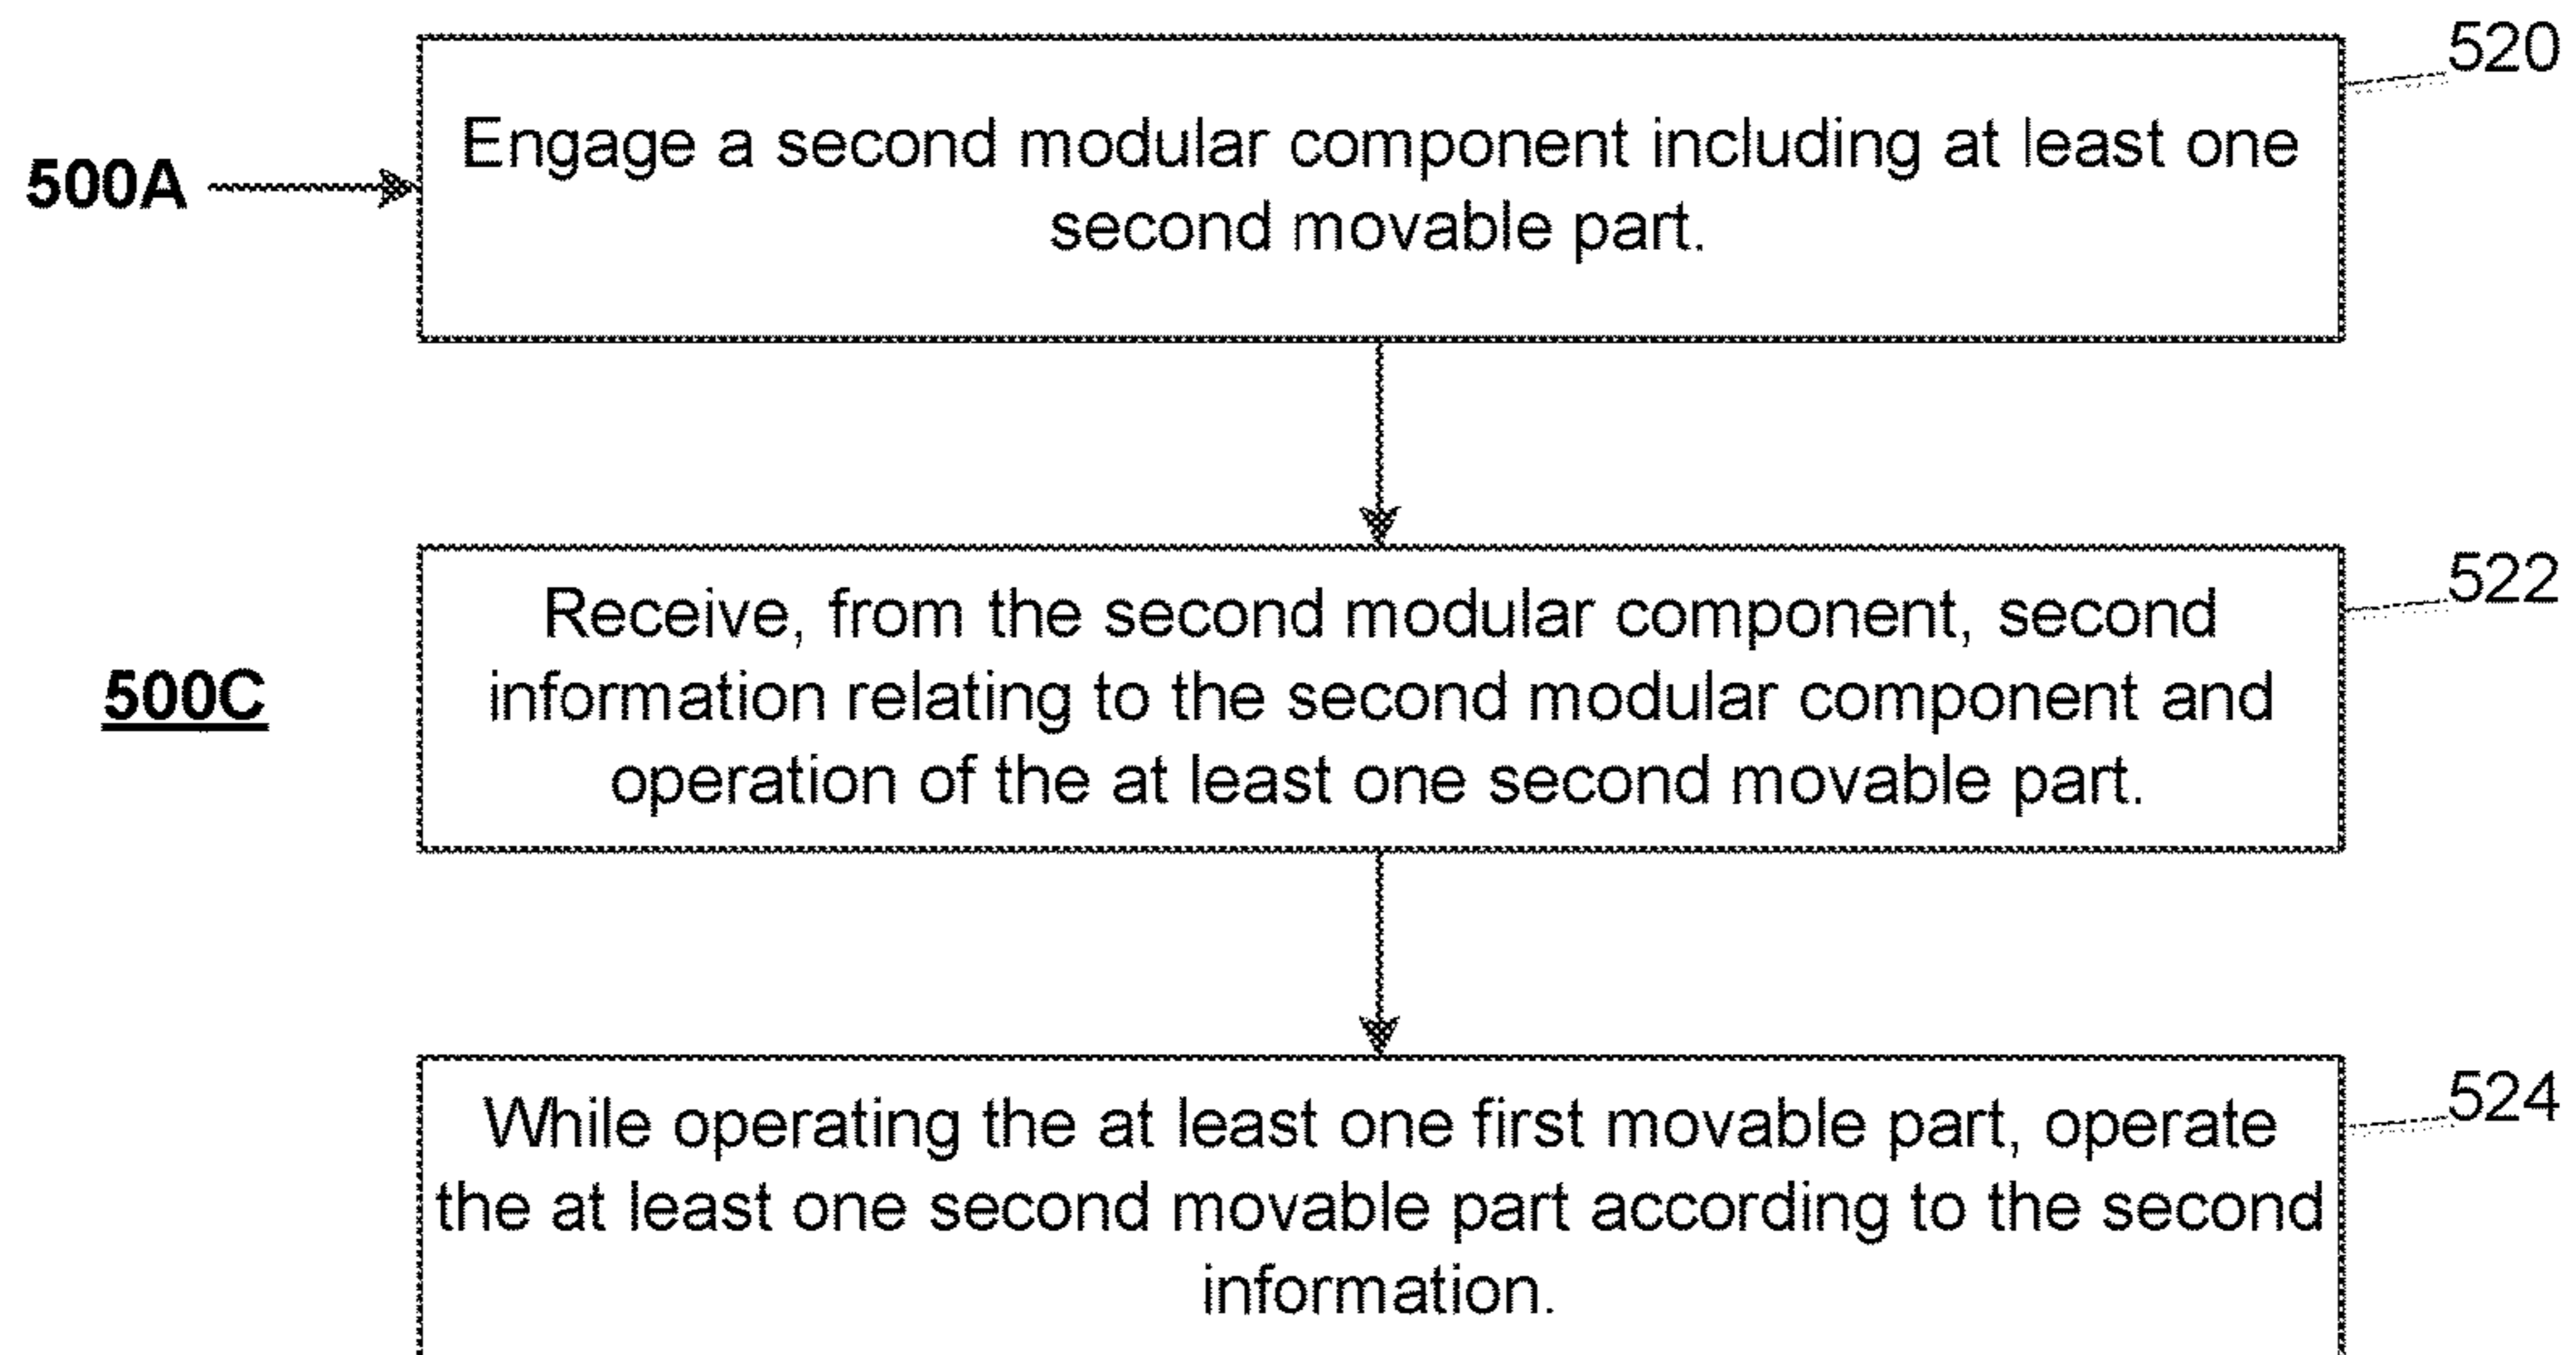 520
500A
Engage a second modular component including at least one
second movable part.
522
Receive, from the second modular component, second
information relating to the second modular component and
operation of the at least one second movable part.
500C
524
While operating the at least one first movable part, operate
the at least one second movable part according to the second
information.